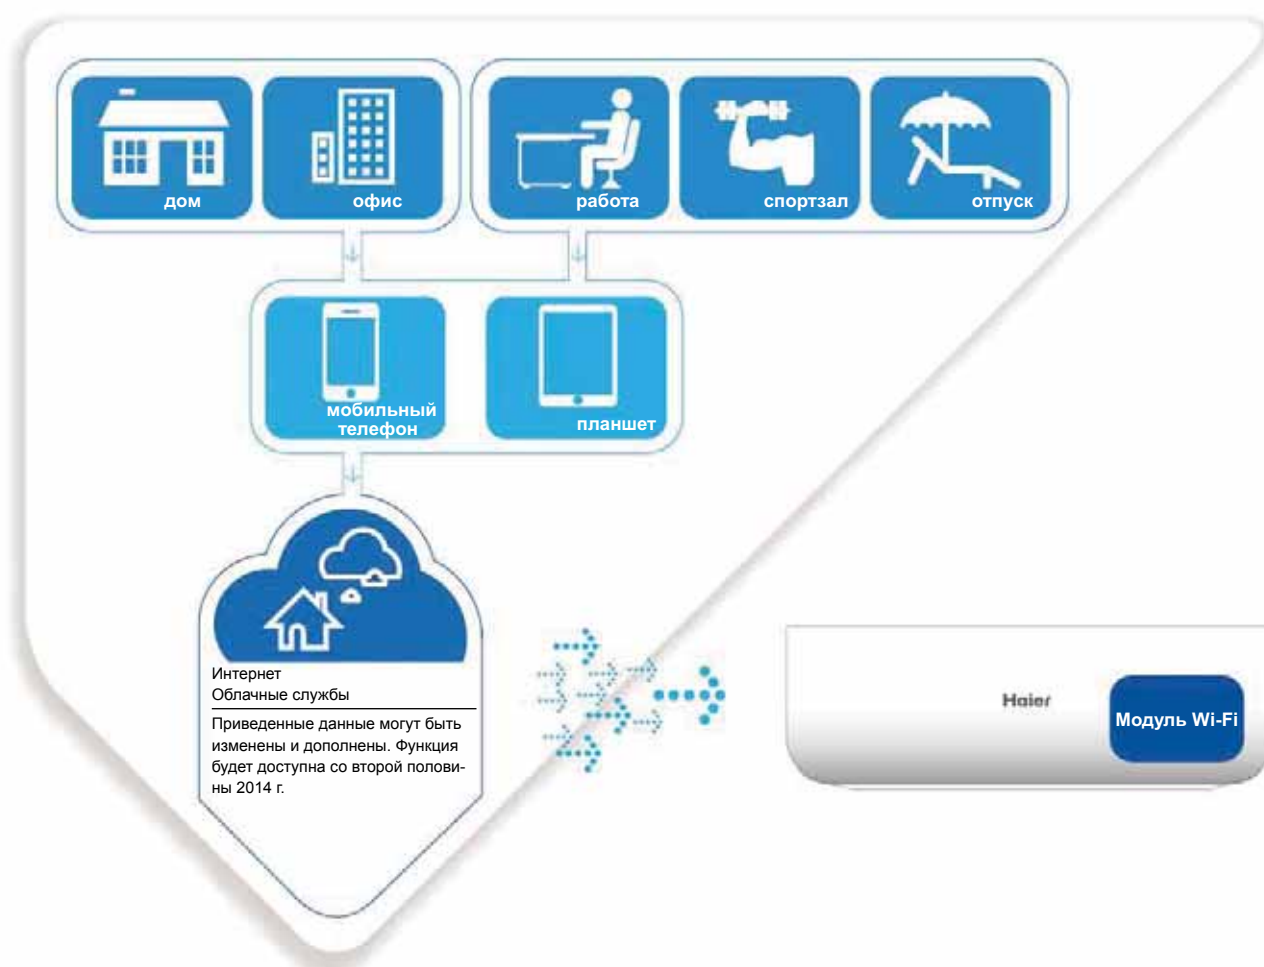 дом
офис
работа
спортзал
отпуск
мобильный
телефон
планшет
Интернет
Облачные службы
Приведенные данные могут быть
изменены и дополнены. Функция
будет доступна со второй полови-
ны 2014 г.
Haier
Модуль Wi-Fi